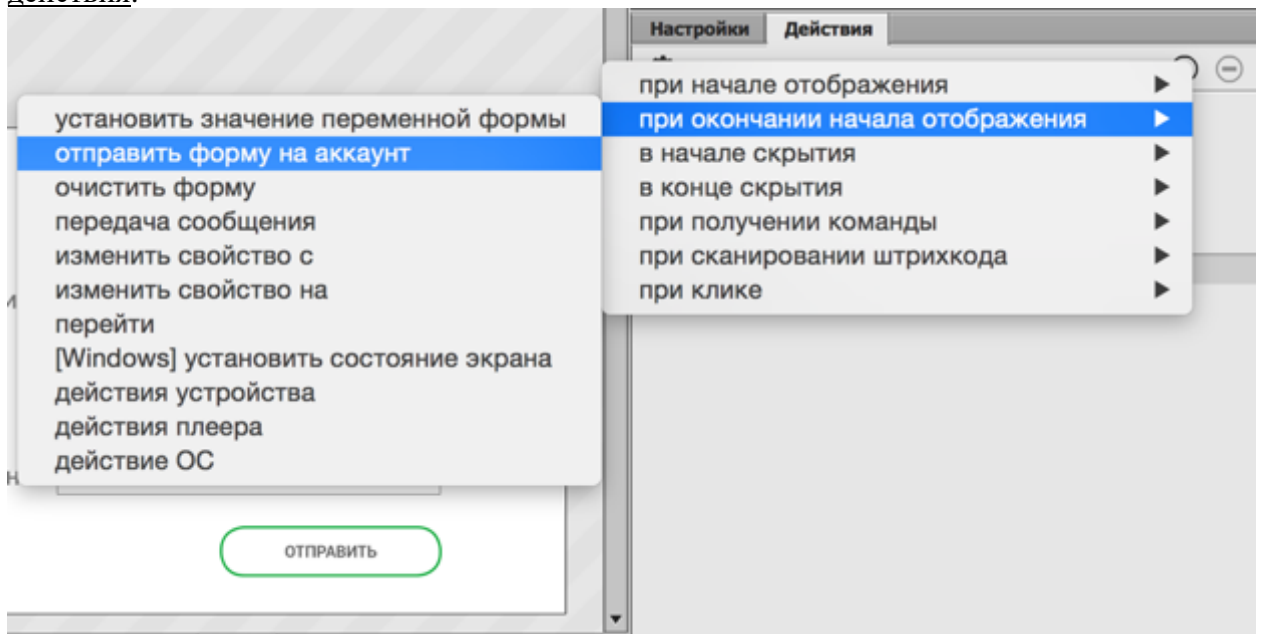 действия.
Настройки Действия
при начале отображения
при окончании начала отображения
в начале скрытия
в конце скрытия
при получении команды
при сканировании штрихкода
при клике
установить значение переменной формы
отправить форму на аккаунт
очистить форму
передача сообщения
изменить свойство с
изменить свойство на
перейти
[Windows] установить состояние экрана
действия устройства
действия плеера
действие ОС
ОТПРАВИТЬ